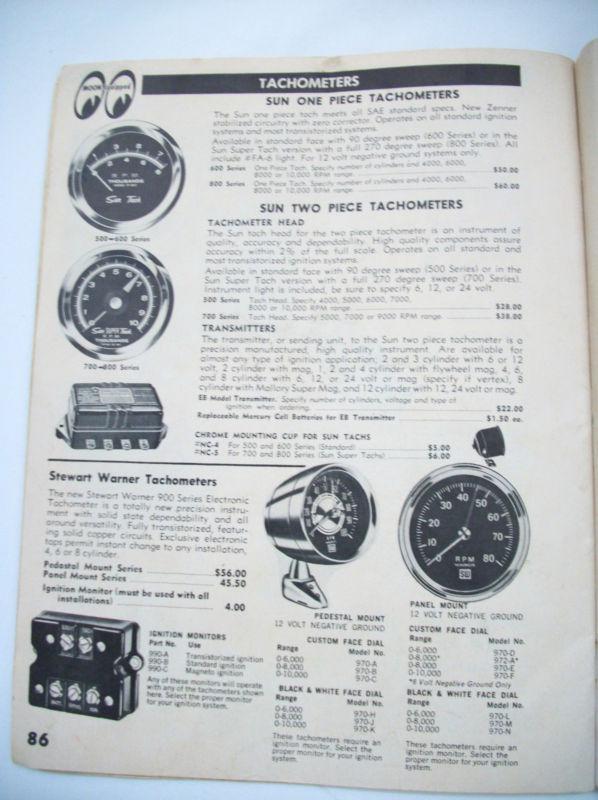 MOON equipped
TACHOMETERS
SUN ONE PIECE TACHOMETERS
The Sun one piece tach meets all SAE standard specs. New Zenner
stabilized circuitry with zero corrector. Operates on all standard ignition
systems and most transistorized systems.
Available in standard face with 90 degree sweep (600 Series) or in the
Sun Super Tach version with a full 270 degree sweep (800 Series). All
include #FA-6 light. For 12 volt negative ground systems only.
600 Series One Piece Tach. Specify number of cylinders and 4000, 6000,
8000 or 10,000 RPM range. $50.00
800 Series One Piece Tach. Specify number of cylinders and 4000, 6000,
8000 or 10,000 RPM range. $60.00
R. P. M.
THOUSANDS
Sun Tach
500—600 Series
SUN TWO PIECE TACHOMETERS
TACHOMETER HEAD
The Sun tach head for the two piece tachometer is an instrument of
quality, accuracy and dependability. High quality components assure
accuracy within 2% of the full scale. Operates on all standard and
most transistorized ignition systems.
Available in standard face with 90 degree sweep (500 Series) or in the
Sun Super Tach version with a full 270 degree sweep (700 Series).
Instrument light is included, be sure to specify 6, 12, or 24 volt.
500 Series Tach Head. Specify 4000, 5000, 6000, 7000,
8000 or 10,000 RPM range $28.00
700 Series Tach Head. Specify 5000, 7000 or 9000 RPM range $38.00
Sun SUPER Tach
R. P. M.
THOUSANDS
700—800 Series
TRANSMITTERS
The transmitter, or sending unit, to the Sun two piece tachometer is a
precision manufactured, high quality instrument. Are available for
almost any type of ignition application; 2 and 3 cylinder with 6 or 12
volt, 2 cylinder with mag, 1, 2 and 4 cylinder with flywheel mag, 4, 6,
and 8 cylinder with 6, 12, or 24 volt or mag (specify if vertex), 8
cylinder with Mallory Super Mag, and 12 cylinder with 12, 24 volt or mag.
EB Model Transmitter. Specify number of cylinders, voltage and type of
ignition when ordering. $22.00
Replaceable Mercury Cell Batteries for EB Transmitter $1.50 ea.
CHROME MOUNTING CUP FOR SUN TACHS
#NC-4 For 500 and 600 Series (Standard) $5.00
#NC-5 For 700 and 800 Series (Sun Super Tachs) $6.00
Stewart Warner Tachometers
The new Stewart Warner 900 Series Electronic
Tachometer is a totally new precision instru-
ment with solid state dependability and all
around versatility. Fully transistorized, featur-
ing solid copper circuits. Exclusive electronic
taps permit instant change to any installation,
4, 6 or 8 cylinder.
Pedestal Mount Series $56.00
Panel Mount Series 45.50
Ignition Monitor (must be used with all
installations) 4.00
0 10 20 30 40 50 60 80
RPM
SW
IGNITION MONITORS
Part No. Use
990-A Transistorized ignition
990-B Standard ignition
990-C Magneto ignition
Any of these monitors will operate
with any of the tachometers shown
here. Select the proper monitor
for your ignition system.
PEDESTAL MOUNT
12 VOLT NEGATIVE GROUND
CUSTOM FACE DIAL
Range Model No.
0-6,000 970-A
0-8,000 970-B
0-10,000 970-C
BLACK & WHITE FACE DIAL
Range Model No.
0-6,000 970-H
0-8,000 970-J
0-10,000 970-K
These tachometers require an
ignition monitor. Select the
proper monitor for your ignition
system.
PANEL MOUNT
12 VOLT NEGATIVE GROUND
CUSTOM FACE DIAL
Range Model No.
0-6,000 970-D
0-8,000* 972-A*
0-8,000 970-E
0-10,000 970-F
*6 Volt Negative Ground Only
BLACK & WHITE FACE DIAL
Range Model No.
0-6,000 970-L
0-8,000 970-M
0-10,000 970-N
These tachometers require an
ignition monitor. Select the
proper monitor for your ignition
system.
86